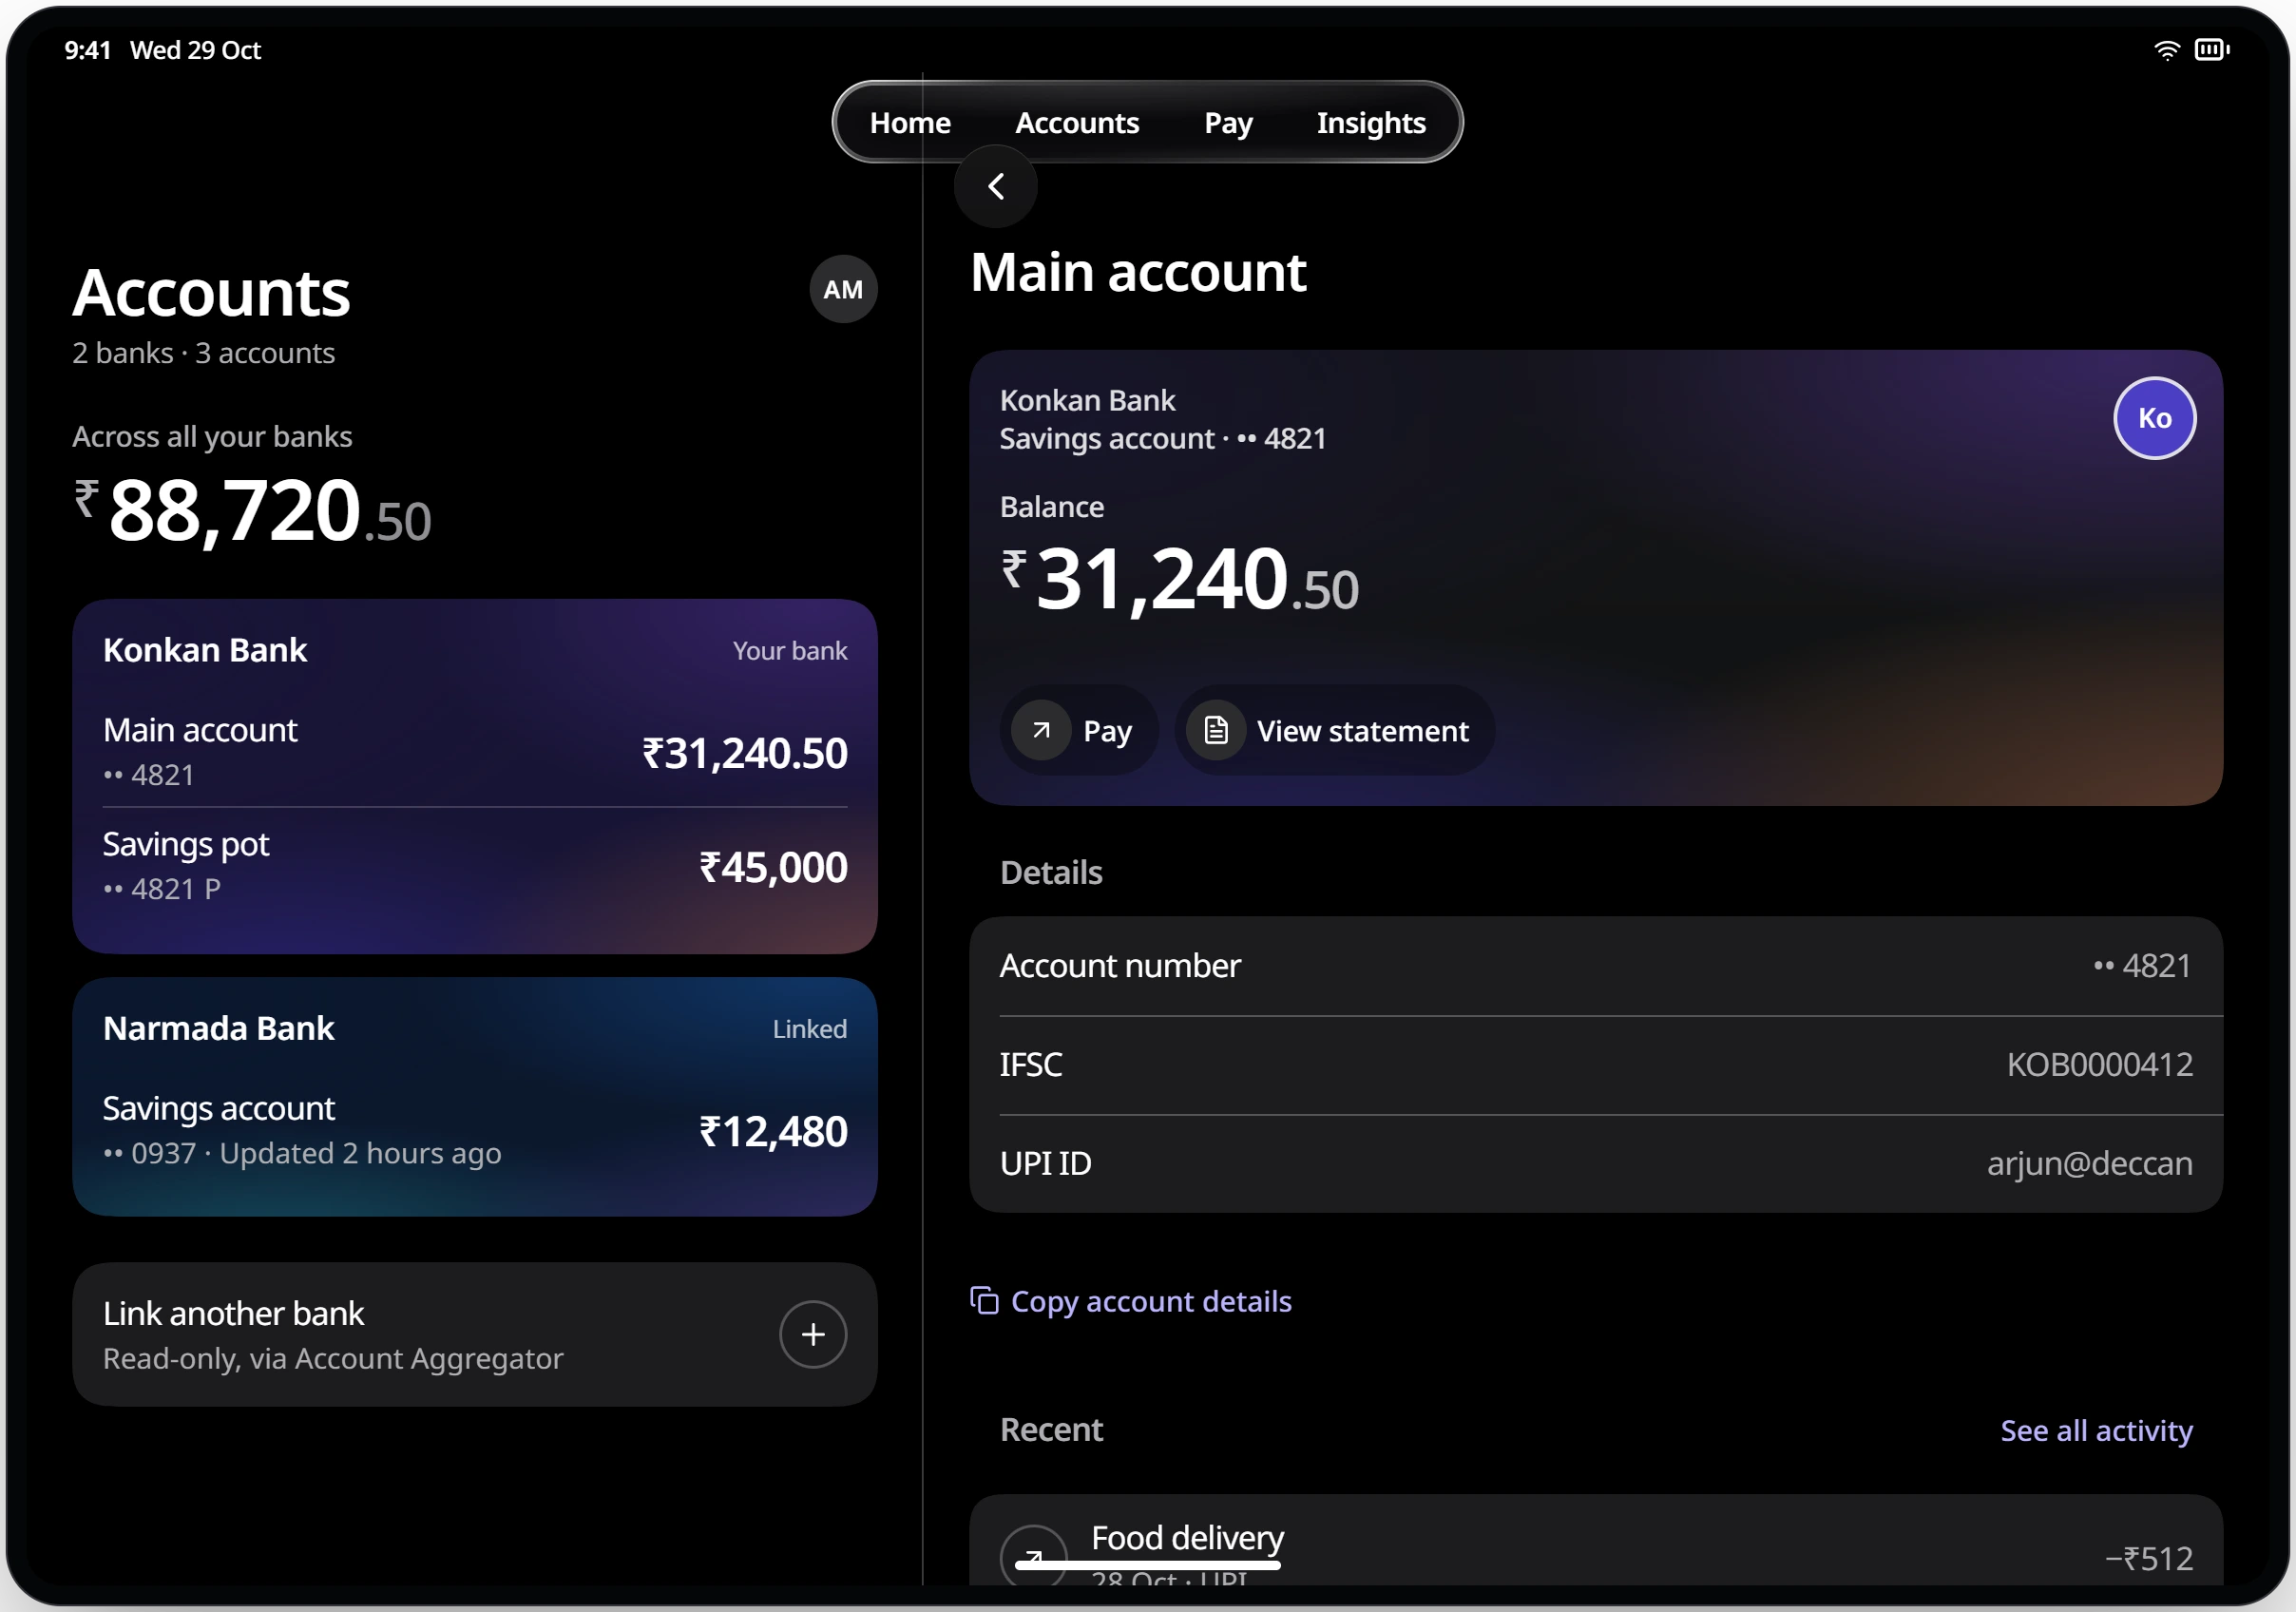 9:41 Wed 29 Oct
Home Accounts Pay Insights
Accounts
AM
2 banks · 3 accounts
Across all your banks
₹88,720.50
Konkan Bank Your bank
Main account
•• 4821
₹31,240.50
Savings pot
•• 4821 P
₹45,000
Narmada Bank Linked
Savings account
•• 0937 · Updated 2 hours ago
₹12,480
Link another bank
Read-only, via Account Aggregator
Main account
Konkan Bank
Savings account · •• 4821
Ko
Balance
₹31,240.50
Pay View statement
Details
Account number •• 4821
IFSC KOB0000412
UPI ID arjun@deccan
Copy account details
Recent See all activity
Food delivery
28 Oct · UPI
−₹512